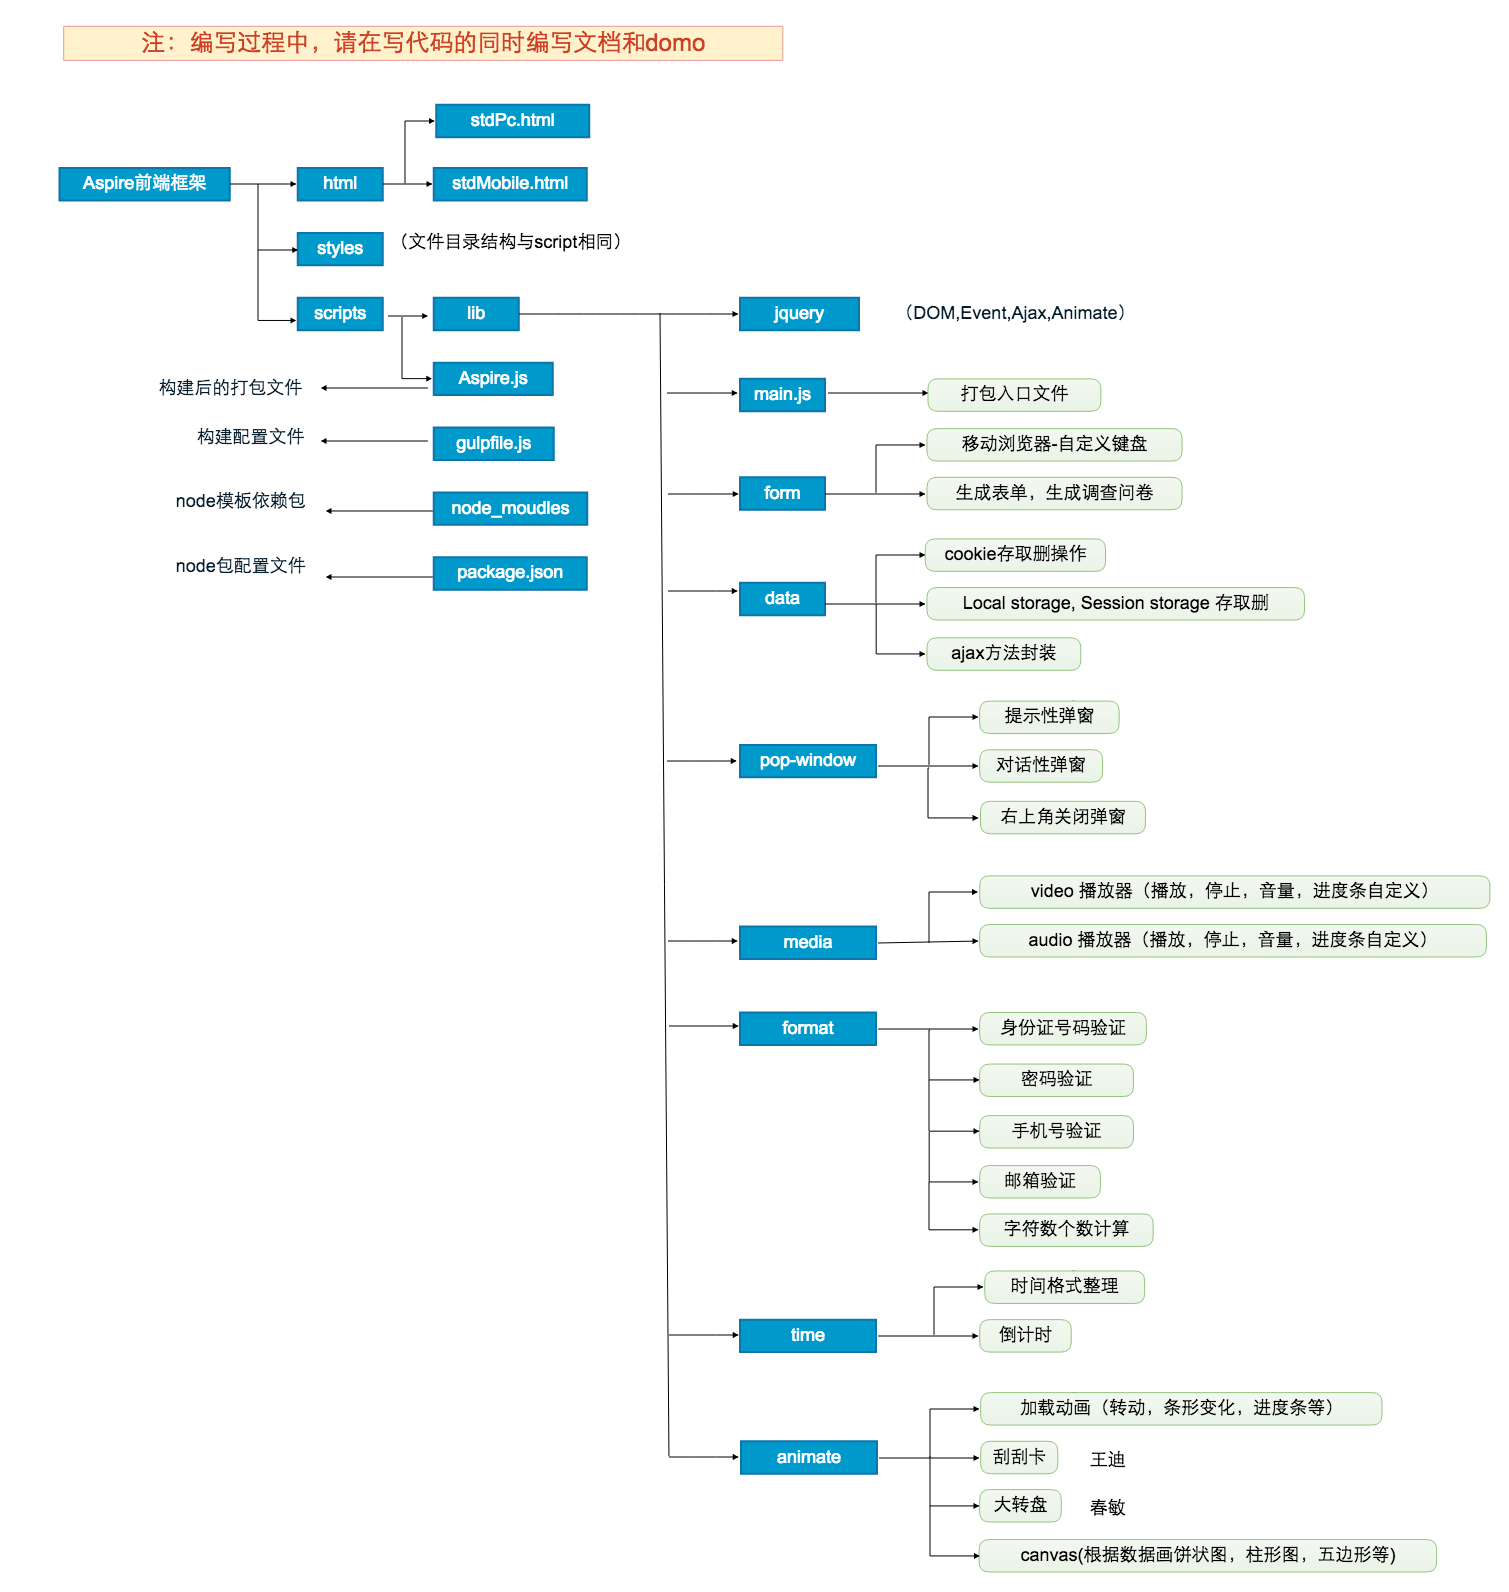 注：编写过程中，请在写代码的同时编写文档和domo
stdPc.html
Aspire前端框架
html
stdMobile.html
styles
（文件目录结构与script相同）
scripts
lib
jquery
（DOM,Event,Ajax,Animate）
Aspire.js
构建后的打包文件
main.js
打包入口文件
构建配置文件
gulpfile.js
移动浏览器-自定义键盘
form
生成表单，生成调查问卷
node模板依赖包
node_moudles
node包配置文件
package.json
cookie存取删操作
data
Local storage, Session storage 存取删
ajax方法封装
提示性弹窗
pop-window
对话性弹窗
右上角关闭弹窗
video 播放器（播放，停止，音量，进度条自定义）
media
audio 播放器（播放，停止，音量，进度条自定义）
format
身份证号码验证
密码验证
手机号验证
邮箱验证
字符数个数计算
时间格式整理
time
倒计时
加载动画（转动，条形变化，进度条等）
animate
刮刮卡
王迪
大转盘
春敏
canvas(根据数据画饼状图，柱形图，五边形等)